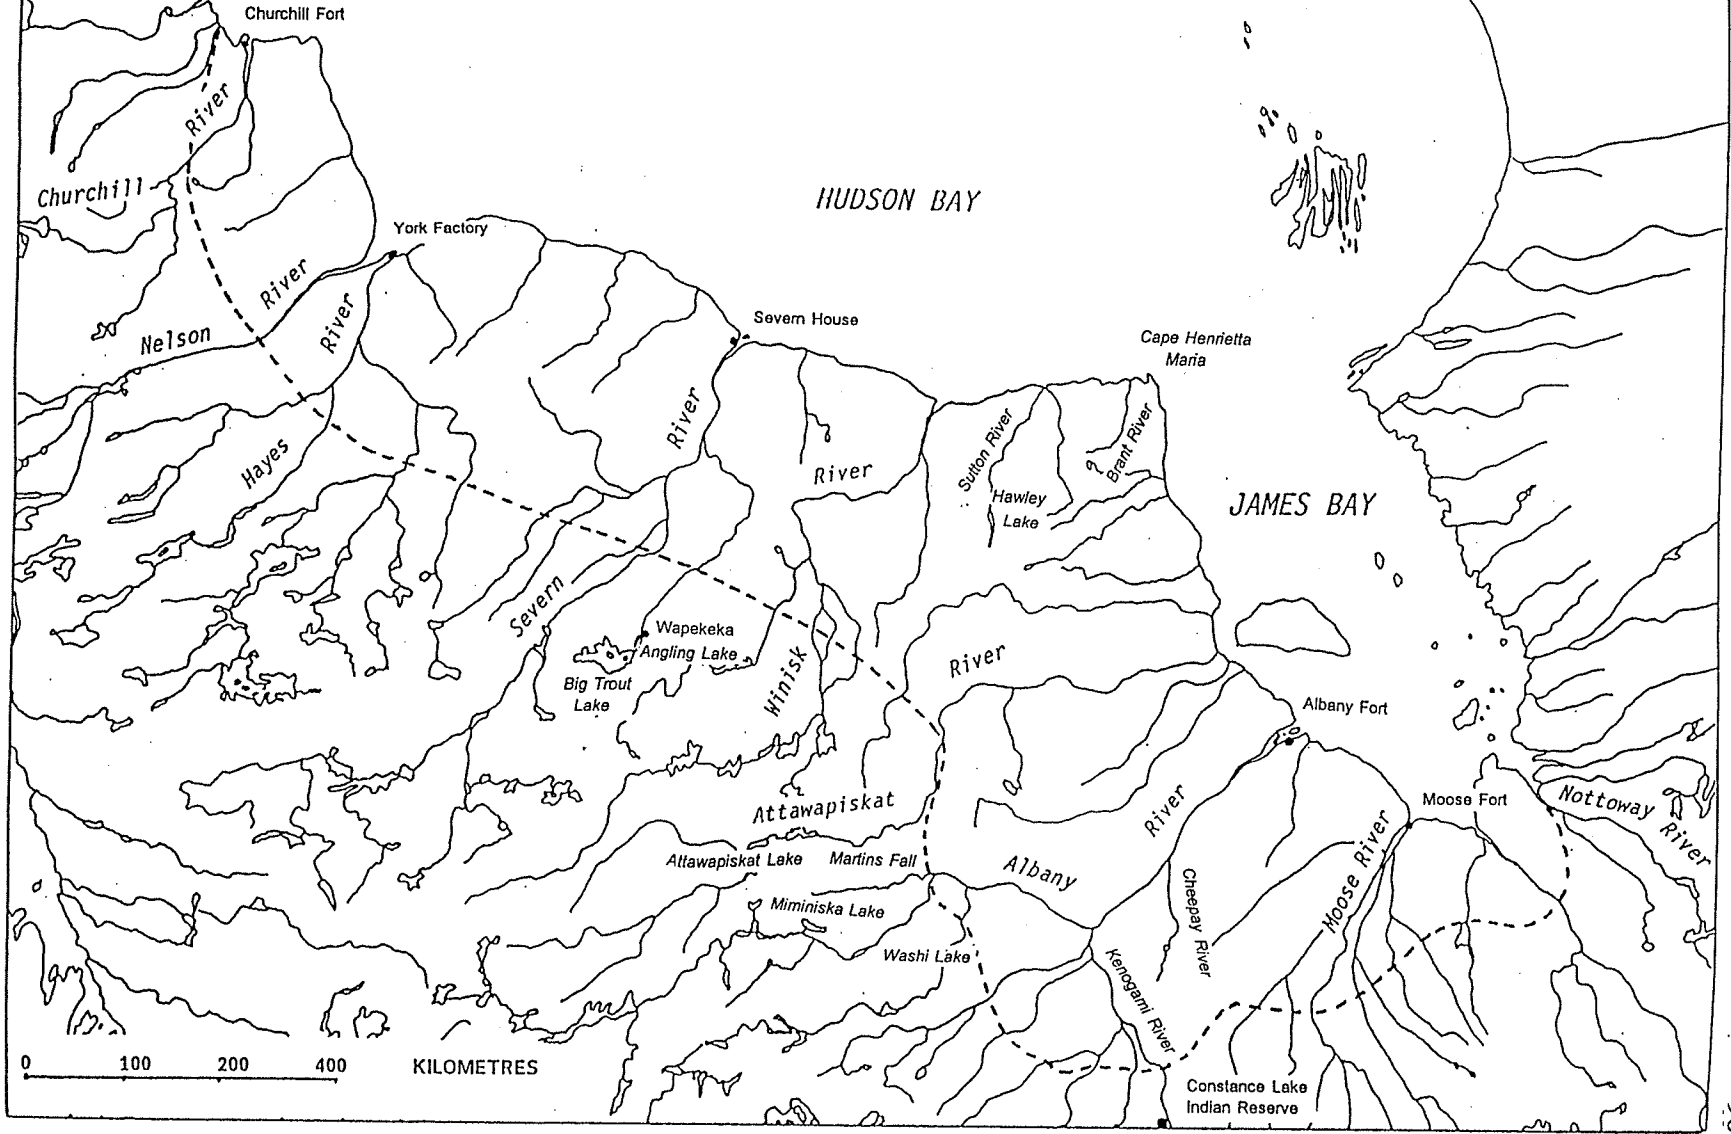 Churchill Fort
River
Churchill
HUDSON BAY
York Factory
River
River
Nelson
Severn House
Cape Henrietta
Maria
River
Hayes
River
Sutton River
Brant River
Hawley
Lake
JAMES BAY
Severn
Wapekeka
Angling Lake
Big Trout
Lake
Winisk
River
Albany Fort
Attawapiskat
River
Moose Fort
Nottoway River
Attawapiskat Lake
Martins Fall
Albany
Moose River
Cheepay River
Miminiska Lake
Washi Lake
Kenogami River
0 100 200 400 KILOMETRES
Constance Lake
Indian Reserve